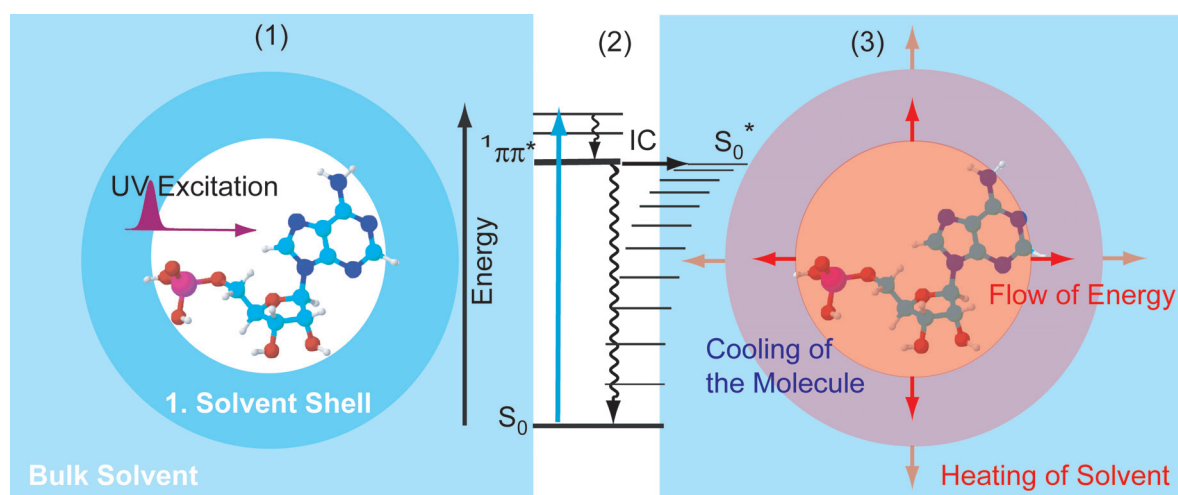 (1)
UV Excitation
1. Solvent Shell
Bulk Solvent
(2)
Energy
¹ππ*
IC
S₀*
S₀
(3)
Flow of Energy
Cooling of
the Molecule
Heating of Solvent